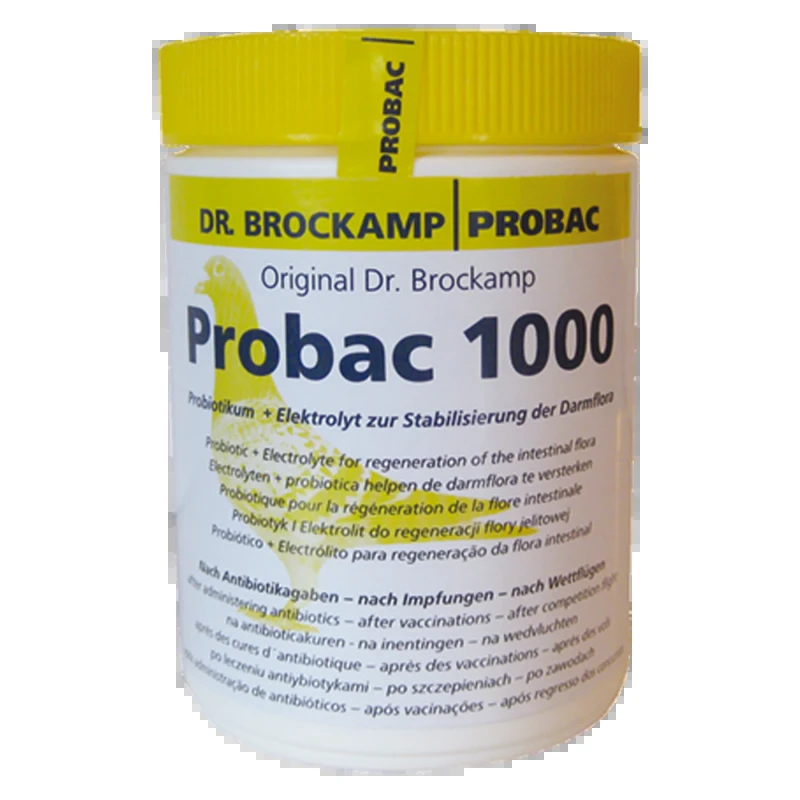 PROBAC
DR. BROCKAMP | PROBAC
Original Dr. Brockamp
Probac 1000
Probiotikum + Elektrolyt zur Stabilisierung der Darmflora
Probiotic + Electrolyte for regeneration of the intestinal flora
Electrolyten + probiotica helpen de darmflora te versterken
Probiotique pour la régénération de la flore intestinale
Probiotyk I Elektrolit do regeneracji flory jelitowej
Probiótico + Electrólito para regeneração da flora intestinal
Nach Antibiotikagaben – nach Impfungen – nach Wettflügen
after administering antibiotics – after vaccinations – after competition flights
na antibioticakuren - na inentingen – na wedvluchten
après des cures d´antibiotique – après des vaccinations – après des vols
po leczeniu antiybiotykami – po szczepieniach – po zawodach
administração de antibióticos – após vacinações – após regresso dos